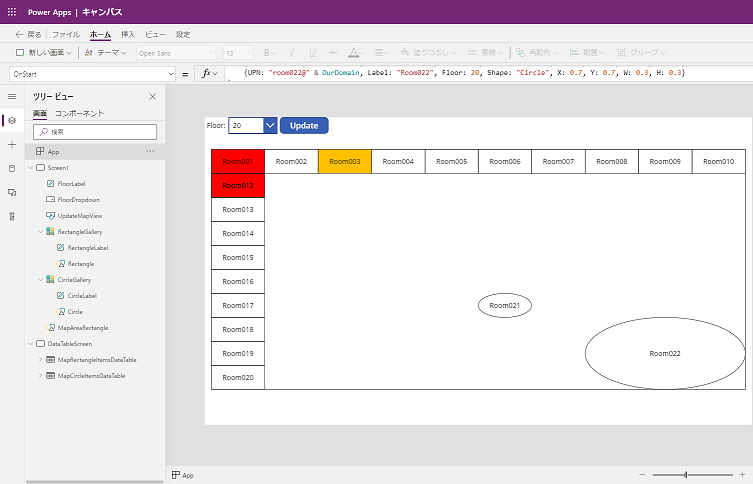 Power Apps | キャンバス
戻る ファイル ホーム 挿入 ビュー 設定
新しい画面 テーマ Open Sans 13 B I U A 塗りつぶし 罫線 再配列 配置 グループ
OnStart = fx {UPN: "room022@" & OurDomain, Label: "Room022", Floor: 20, Shape: "Circle", X: 0.7, Y: 0.7, W: 0.3, H: 0.3}
ツリー ビュー
画面 コンポーネント
検索
App
Screen1
FloorLabel
FloorDropdown
UpdateMapView
RectangleGallery
RectangleLabel
Rectangle
CircleGallery
CircleLabel
Circle
MapAreaRectangle
DataTableScreen
MapRectangleItemsDataTable
MapCircleItemsDataTable
Floor: 20 Update
Room001 Room002 Room003 Room004 Room005 Room006 Room007 Room008 Room009 Room010
Room012
Room013
Room014
Room015
Room016
Room017
Room018
Room019
Room020
Room021
Room022
App